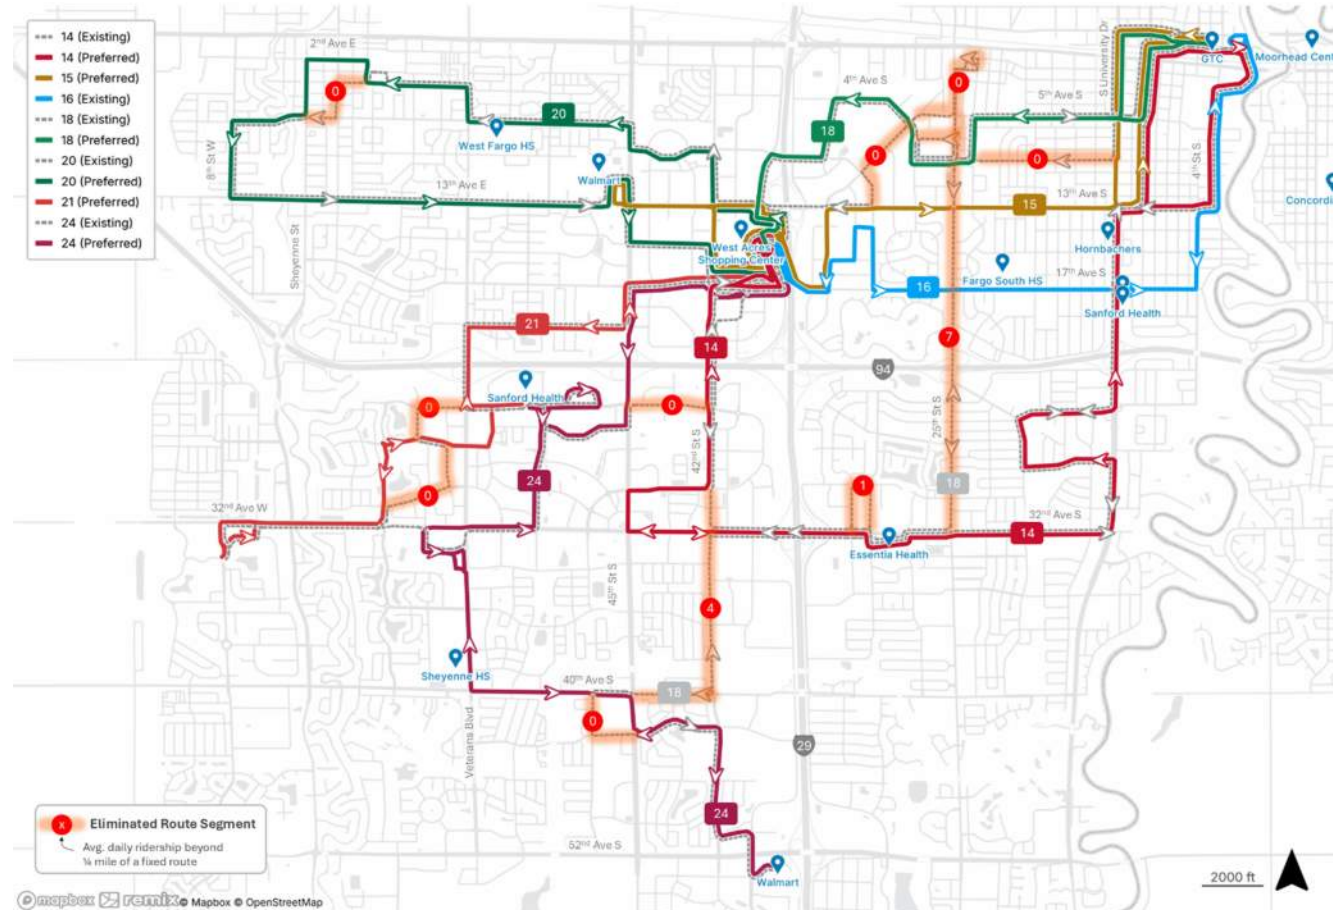 14 (Existing)
14 (Preferred)
15 (Preferred)
16 (Existing)
18 (Existing)
18 (Preferred)
20 (Existing)
20 (Preferred)
21 (Preferred)
24 (Existing)
24 (Preferred)
2nd Ave E
0
20
West Fargo HS
Walmart
8th St W
13th Ave E
Sheyenne St
4th Ave S
0
18
0
5th Ave S
0
S University Dr
GTC
Moorhead Cent
4th St S
13th Ave S
15
Concordi
Hornbachers
West Acres
Shopping Center
Fargo South HS
17th Ave S
16
Sanford Health
21
14
7
94
25th St S
Sanford Health
0
0
42nd St S
24
0
1
18
32nd Ave W
32nd Ave S
14
Essentia Health
45th St S
4
Sheyenne HS
40th Ave S
18
0
Veterans Blvd
29
24
52nd Ave S
Walmart
x Eliminated Route Segment
Avg. daily ridership beyond
¼ mile of a fixed route
mapbox remix © Mapbox © OpenStreetMap
2000 ft